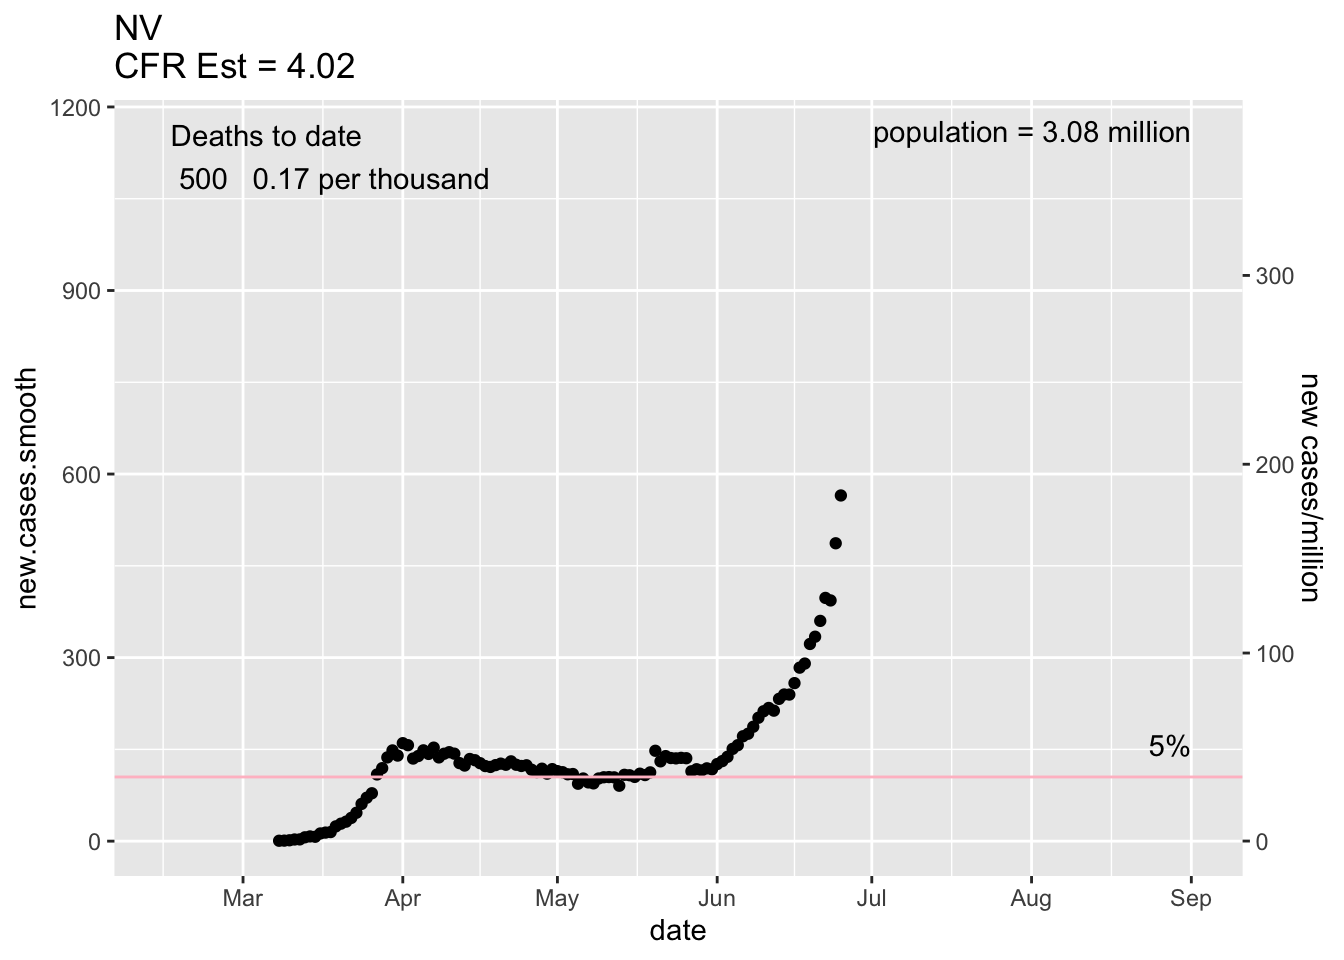 NV
CFR Est = 4.02
Deaths to date
500 0.17 per thousand
population = 3.08 million
5%
1200
900
600
300
0
new.cases.smooth
300
200
100
0
new cases/million
Mar Apr May Jun Jul Aug Sep
date